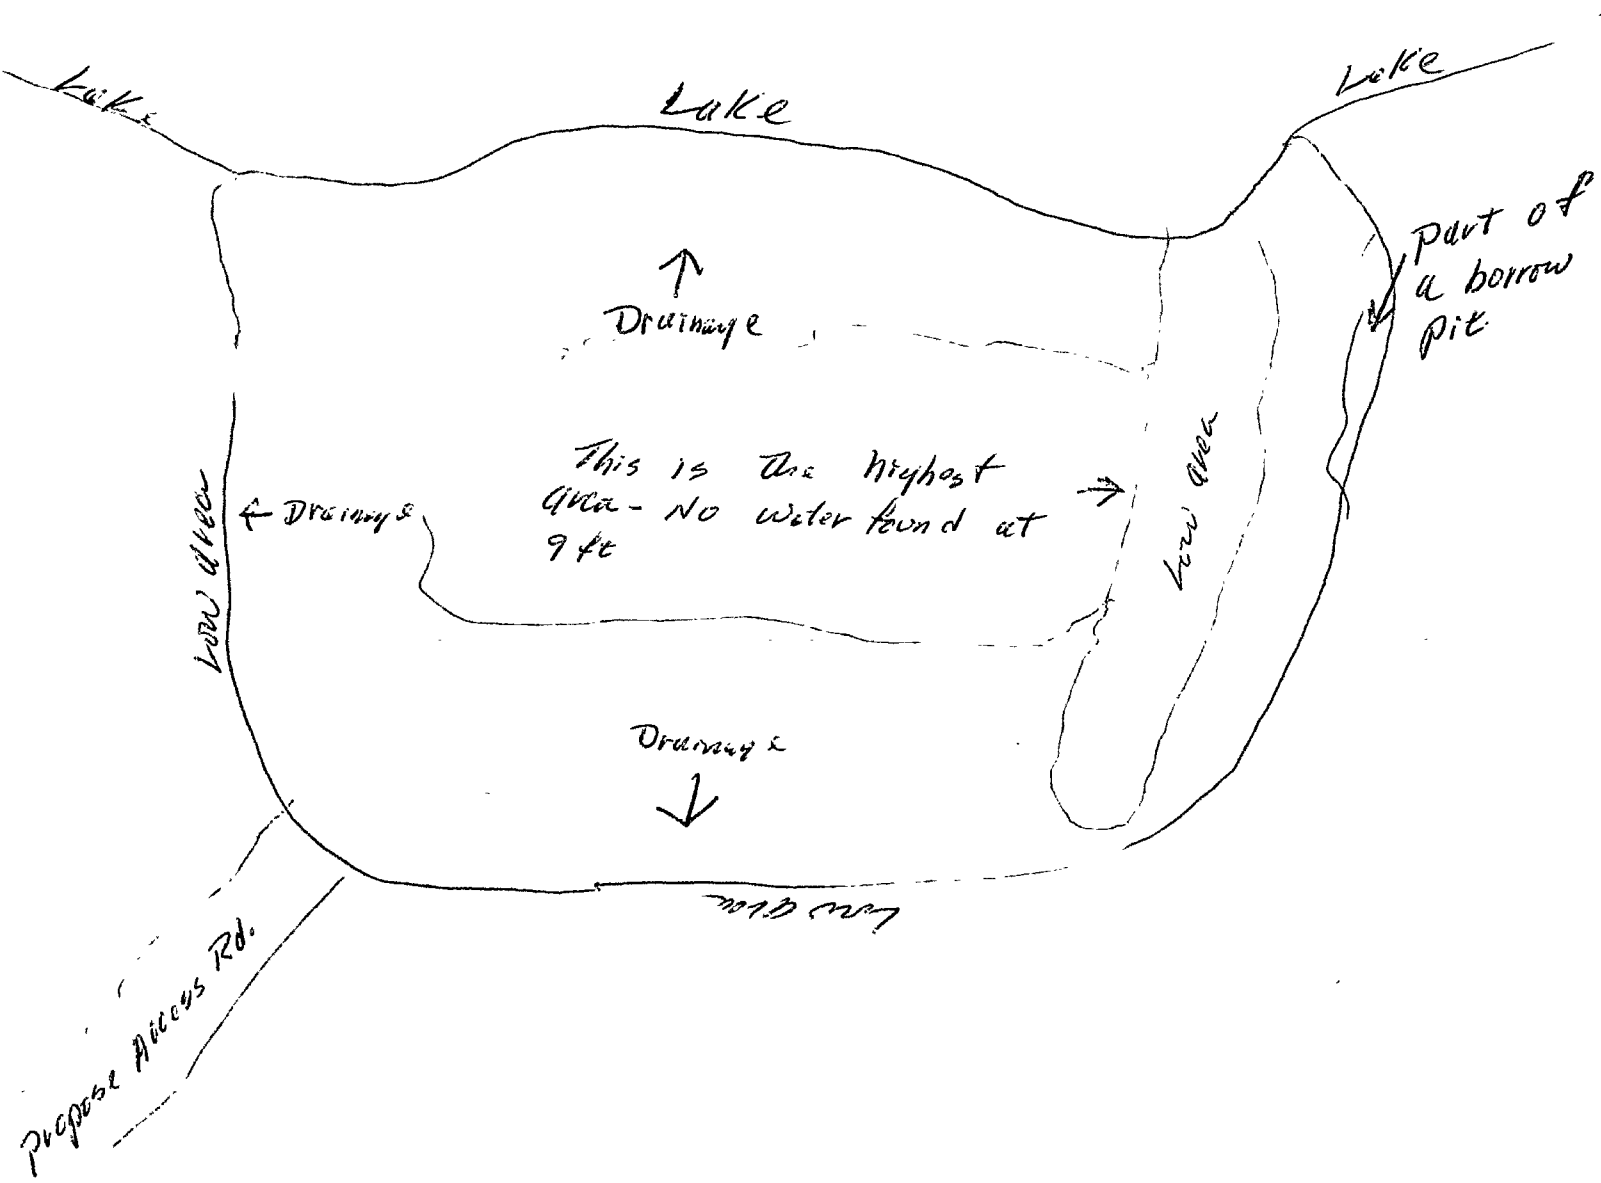 Lake
Lake
Lake
Part of
a borrow
pit
Drainage
This is the highest
area - No water found at
9 ft
Drainage
Low area
Low area
Drainage
Low area
Propose Access Rd.